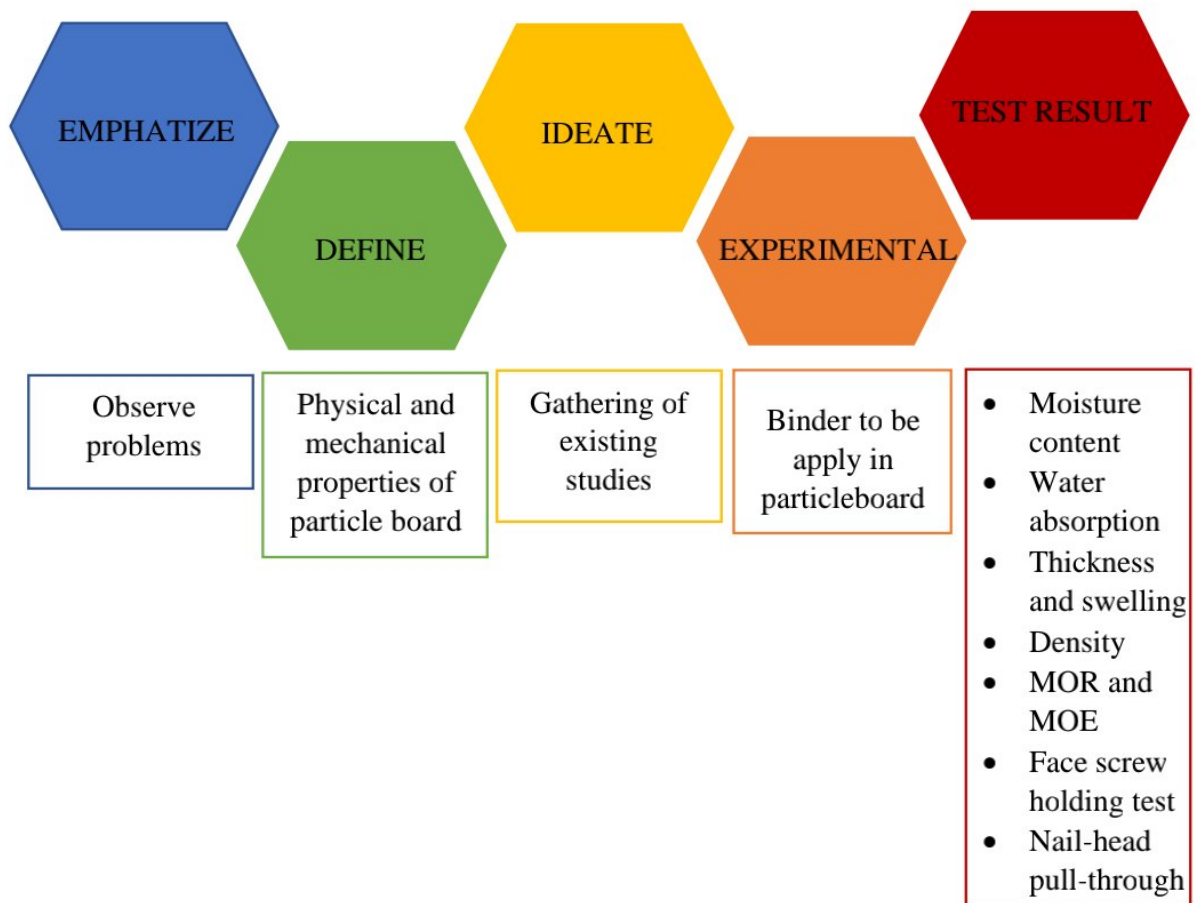 EMPHATIZE
DEFINE
IDEATE
EXPERIMENTAL
TEST RESULT
Observe
problems
Physical and
mechanical
properties of
particle board
Gathering of
existing
studies
Binder to be
apply in
particleboard
• Moisture
content
• Water
absorption
• Thickness
and swelling
• Density
• MOR and
MOE
• Face screw
holding test
• Nail-head
pull-through